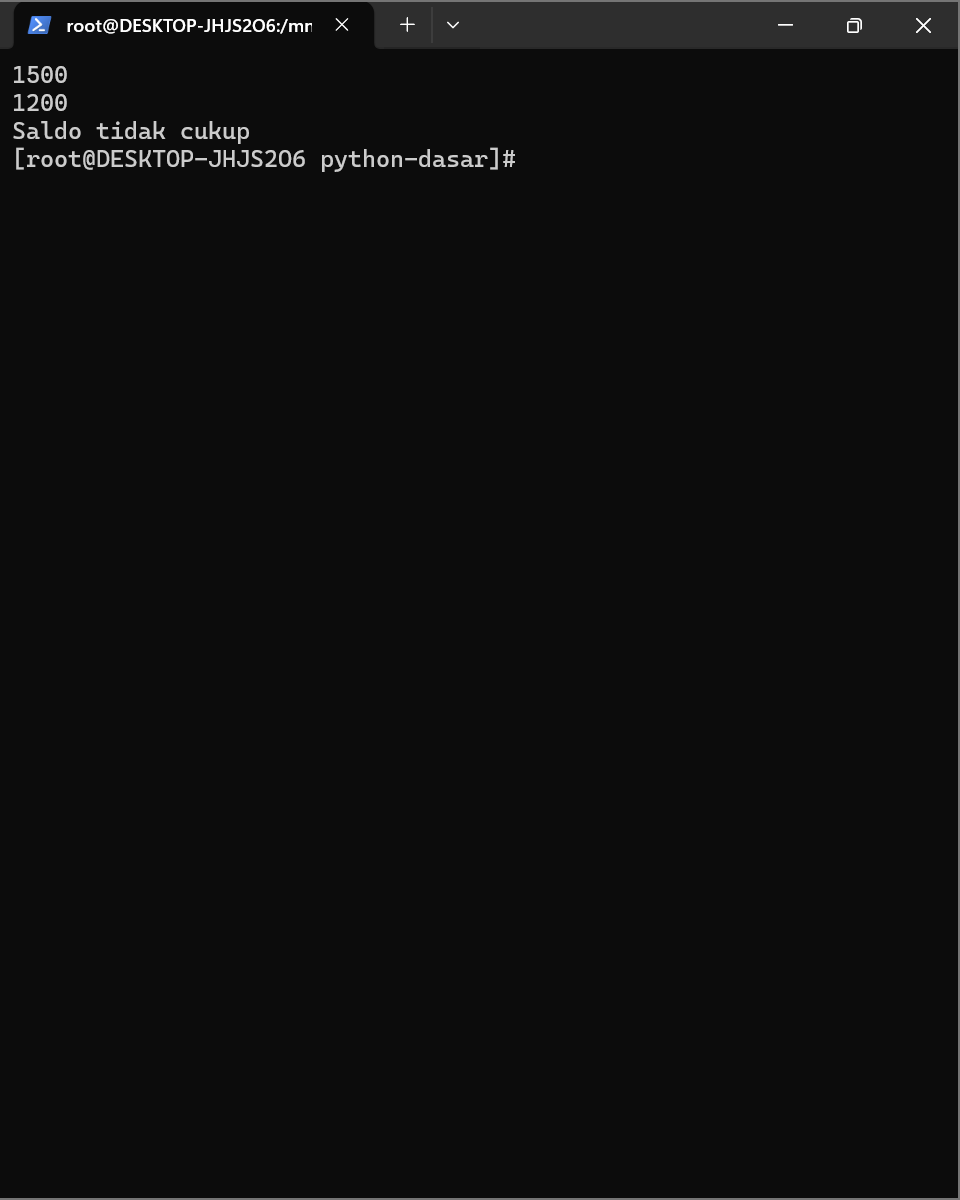 root@DESKTOP-JHJS2O6:/mn
1500
1200
Saldo tidak cukup
[root@DESKTOP-JHJS2O6 python-dasar]#